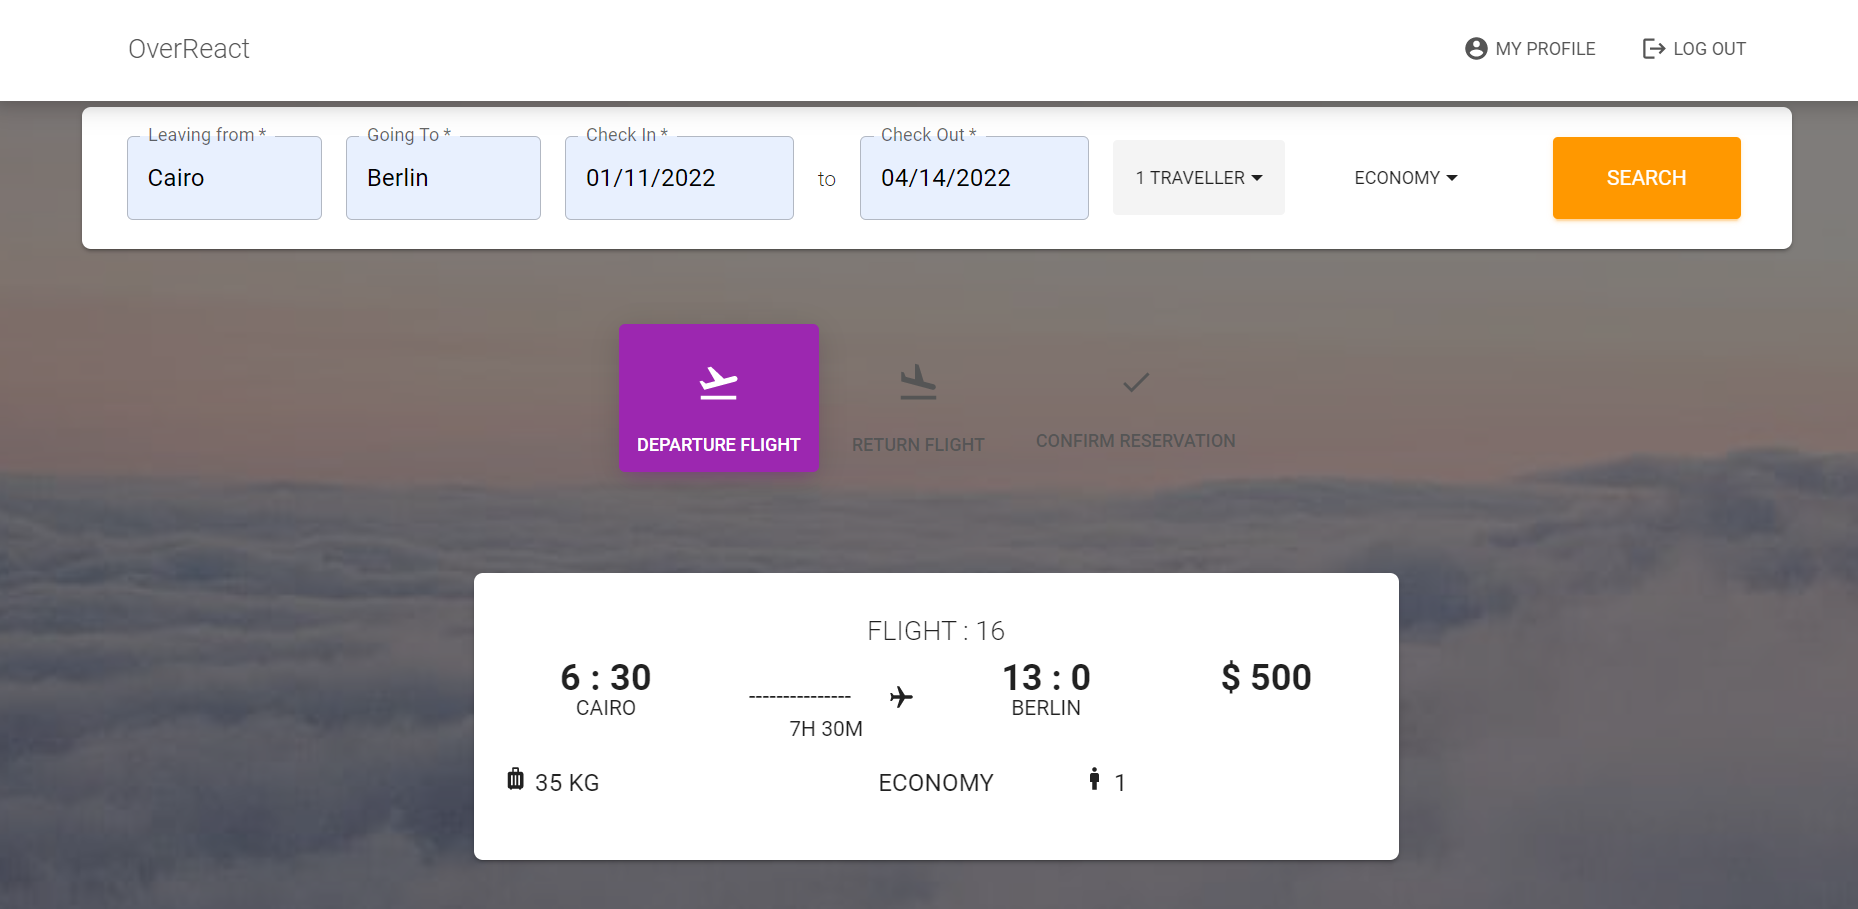 OverReact
MY PROFILE
LOG OUT
Leaving from *
Cairo
Going To *
Berlin
Check In *
01/11/2022
to
Check Out *
04/14/2022
1 TRAVELLER
ECONOMY
SEARCH
DEPARTURE FLIGHT
RETURN FLIGHT
CONFIRM RESERVATION
FLIGHT : 16
6 : 30
CAIRO
---------------
7H 30M
13 : 0
BERLIN
$ 500
35 KG
ECONOMY
1